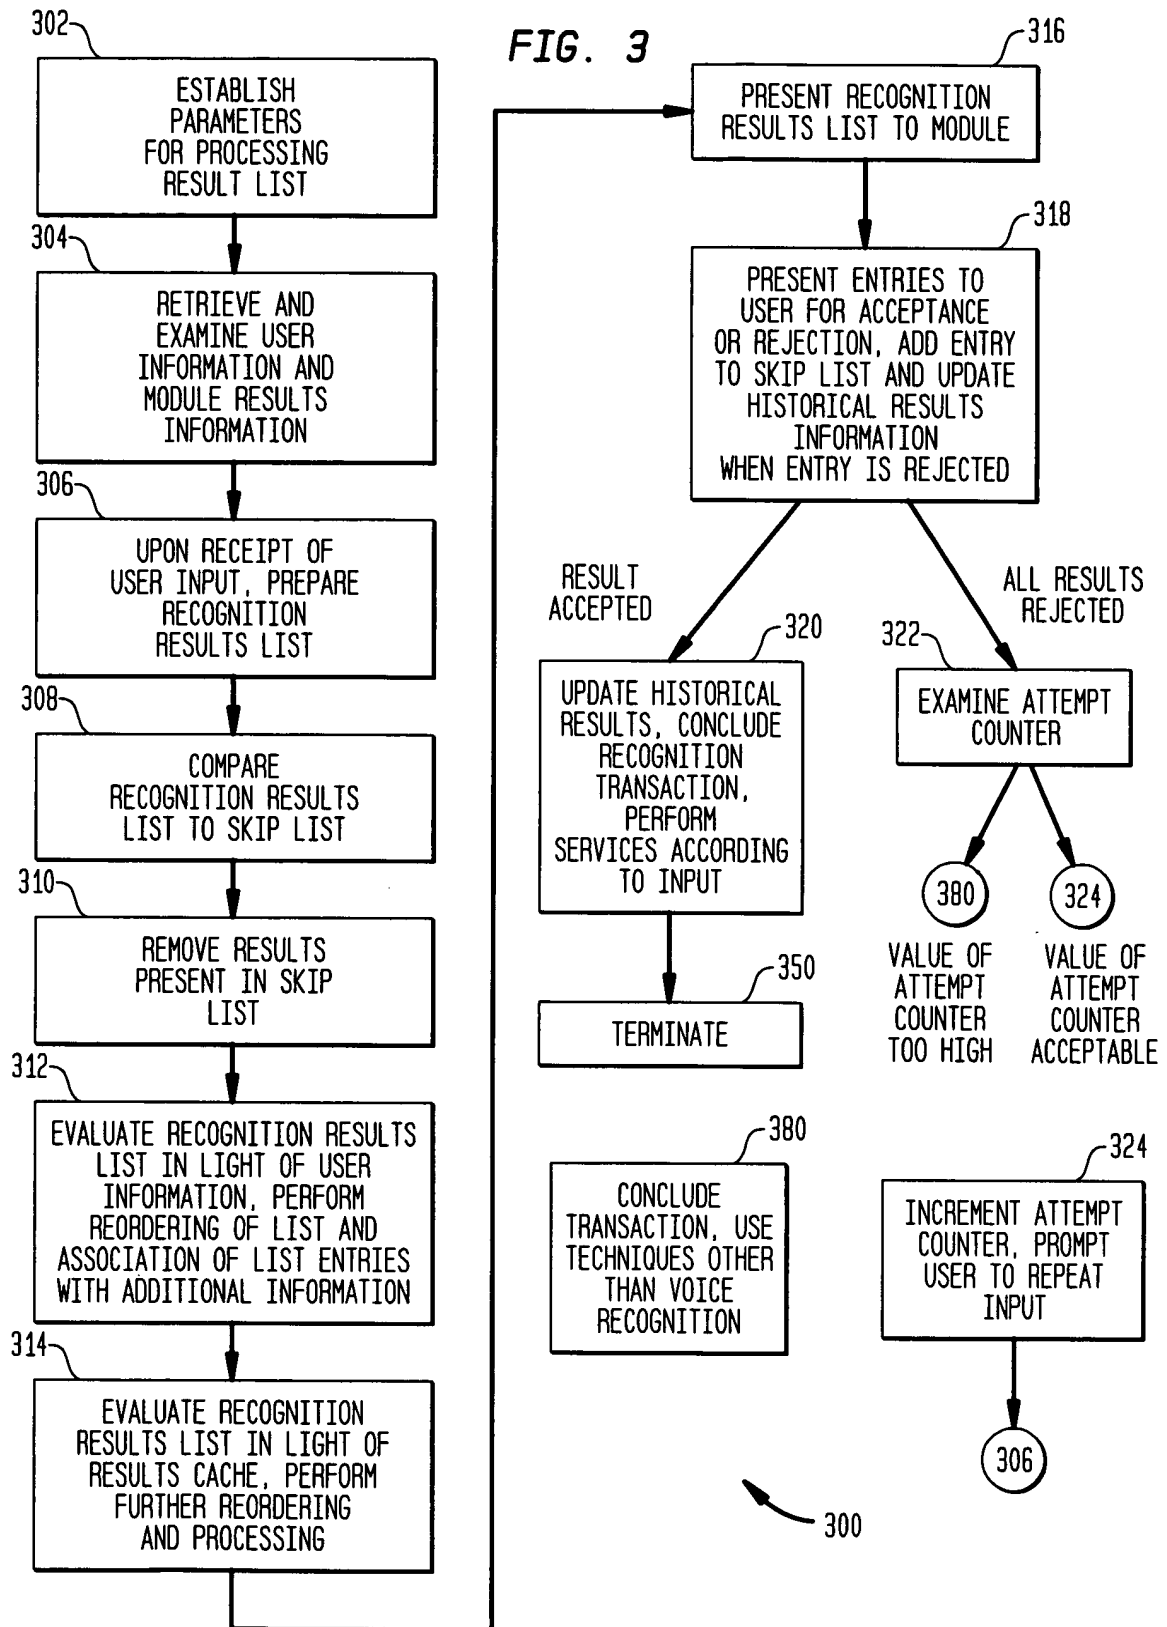 FIG. 3
302
ESTABLISH
PARAMETERS
FOR PROCESSING
RESULT LIST
304
RETRIEVE AND
EXAMINE USER
INFORMATION AND
MODULE RESULTS
INFORMATION
306
UPON RECEIPT OF
USER INPUT, PREPARE
RECOGNITION
RESULTS LIST
308
COMPARE
RECOGNITION RESULTS
LIST TO SKIP LIST
310
REMOVE RESULTS
PRESENT IN SKIP
LIST
312
EVALUATE RECOGNITION RESULTS
LIST IN LIGHT OF USER
INFORMATION, PERFORM
REORDERING OF LIST AND
ASSOCIATION OF LIST ENTRIES
WITH ADDITIONAL INFORMATION
314
EVALUATE RECOGNITION
RESULTS LIST IN LIGHT OF
RESULTS CACHE, PERFORM
FURTHER REORDERING
AND PROCESSING
316
PRESENT RECOGNITION
RESULTS LIST TO MODULE
318
PRESENT ENTRIES TO
USER FOR ACCEPTANCE
OR REJECTION, ADD ENTRY
TO SKIP LIST AND UPDATE
HISTORICAL RESULTS
INFORMATION
WHEN ENTRY IS REJECTED
RESULT
ACCEPTED
ALL RESULTS
REJECTED
320
UPDATE HISTORICAL
RESULTS, CONCLUDE
RECOGNITION
TRANSACTION,
PERFORM
SERVICES ACCORDING
TO INPUT
322
EXAMINE ATTEMPT
COUNTER
380
VALUE OF
ATTEMPT
COUNTER
TOO HIGH
324
VALUE OF
ATTEMPT
COUNTER
ACCEPTABLE
350
TERMINATE
380
CONCLUDE
TRANSACTION, USE
TECHNIQUES OTHER
THAN VOICE
RECOGNITION
324
INCREMENT ATTEMPT
COUNTER, PROMPT
USER TO REPEAT
INPUT
306
300